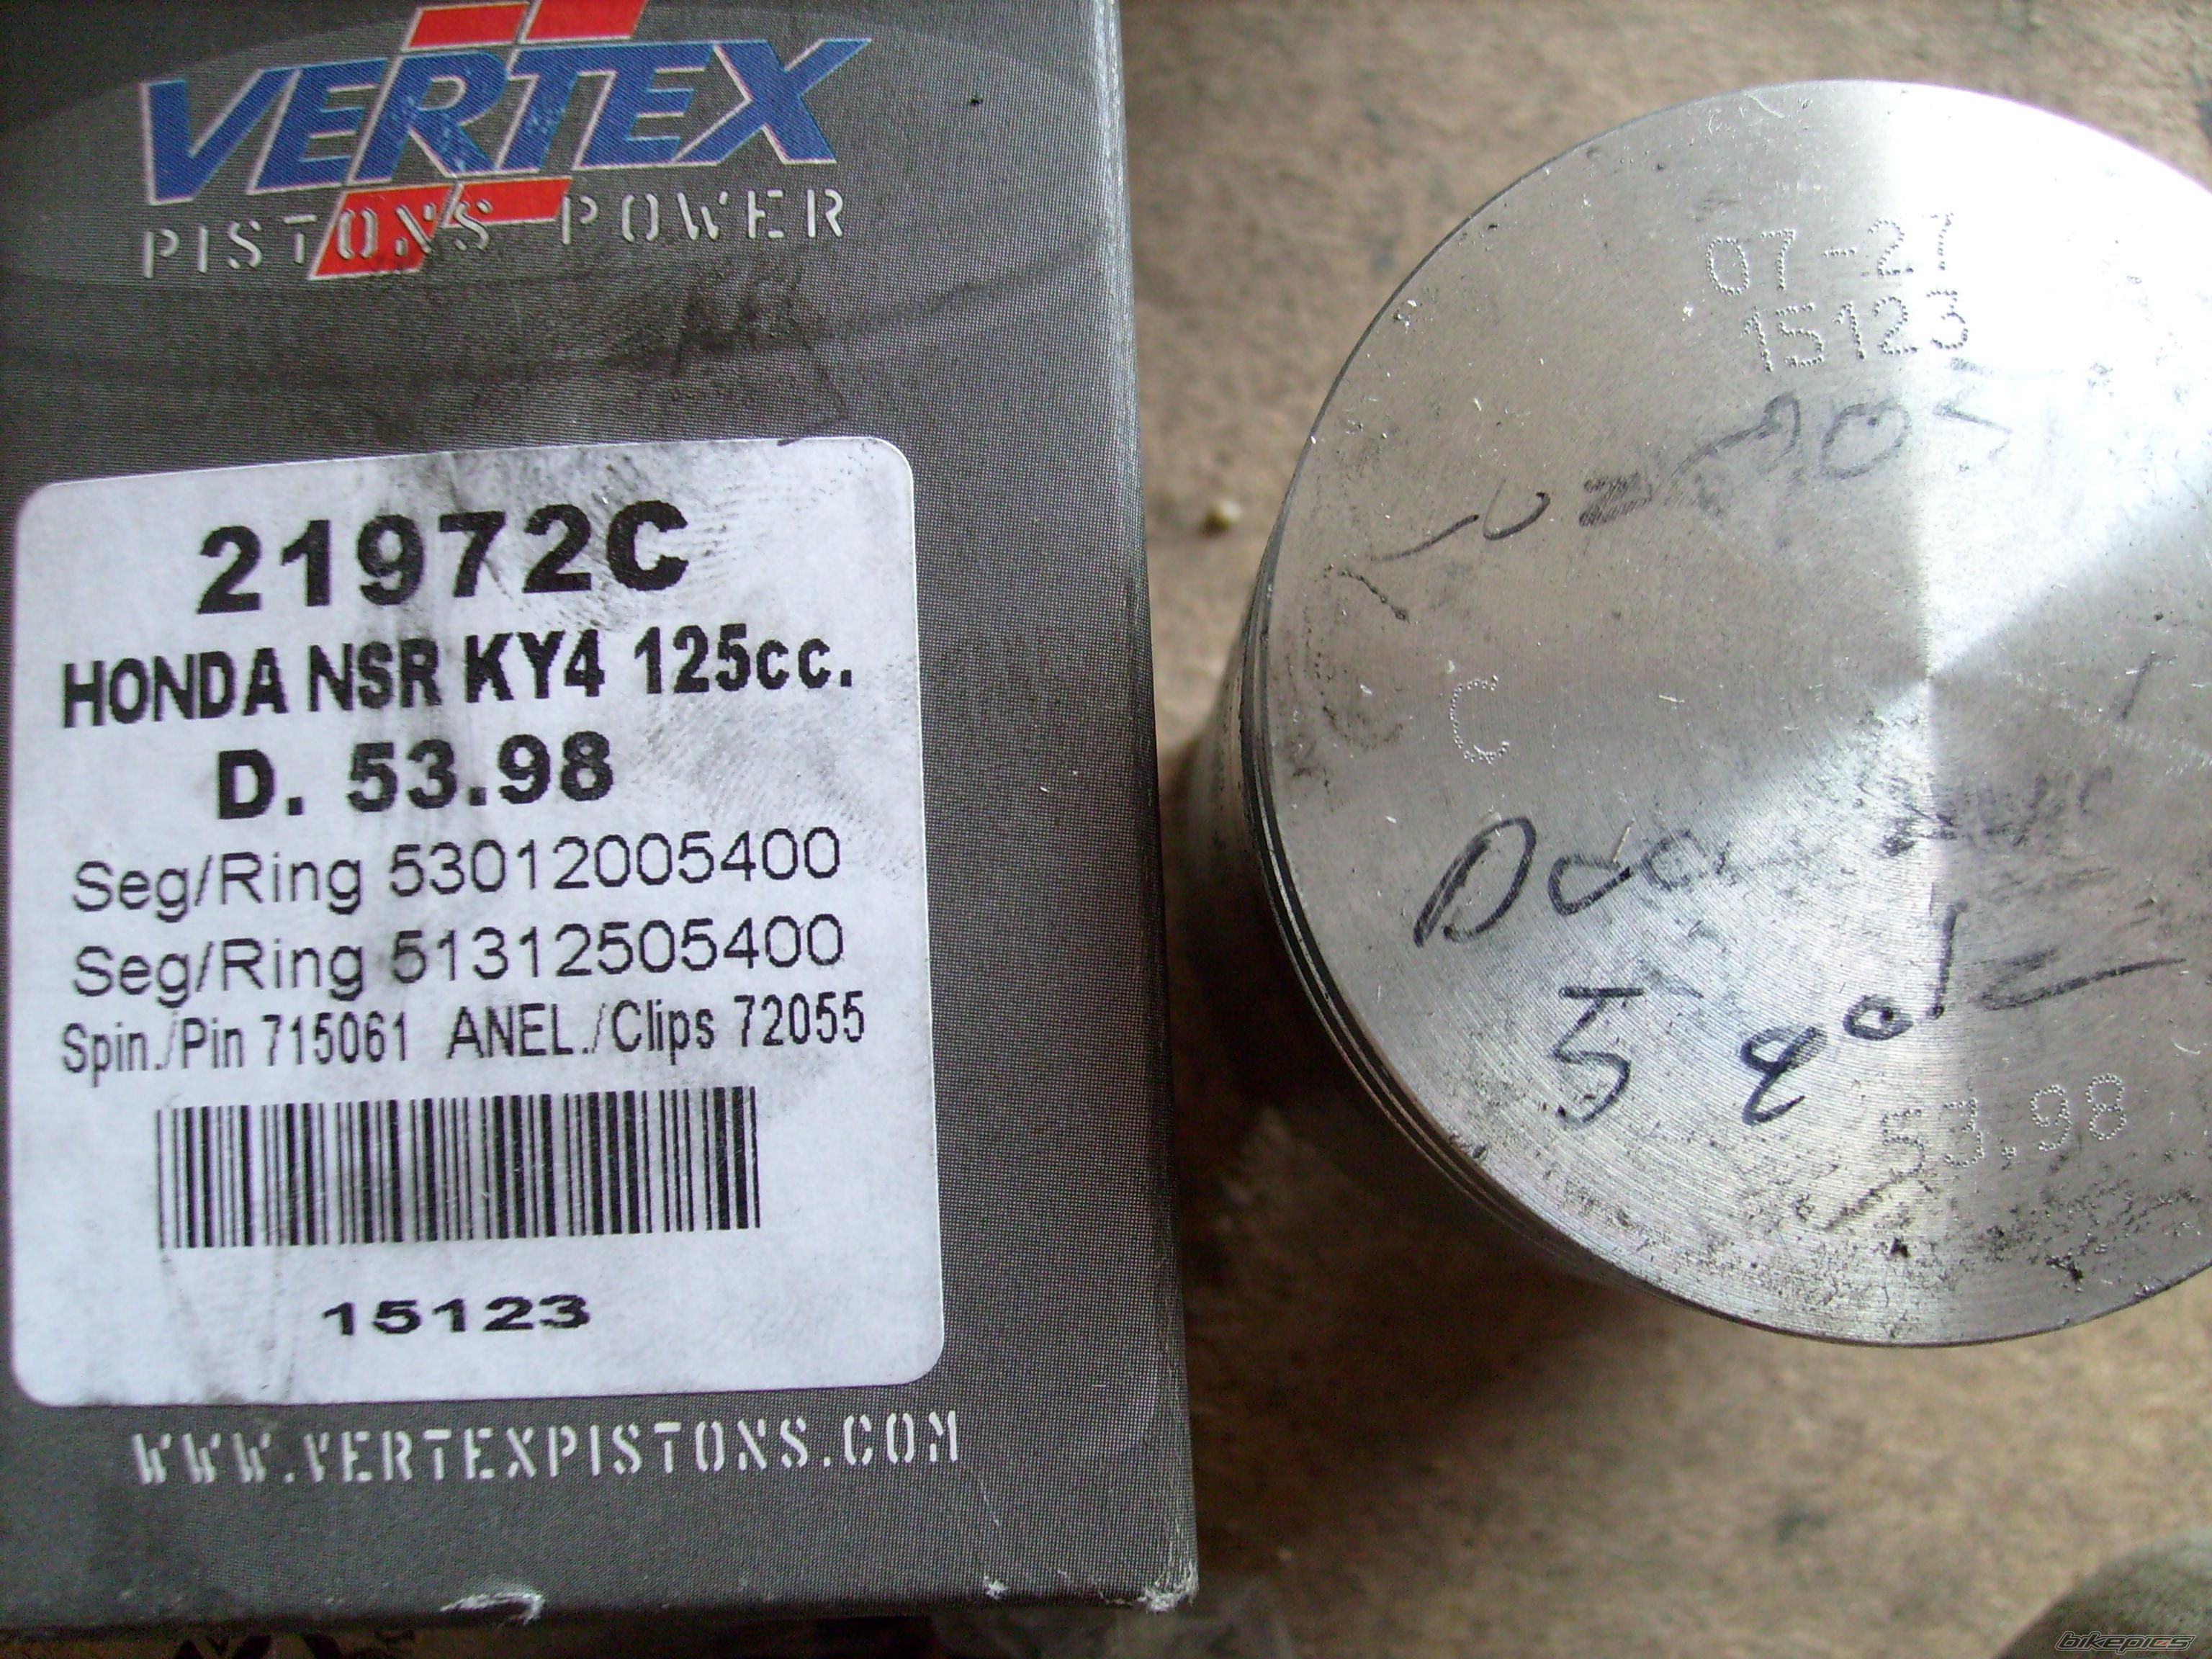 VERTEX
PISTONS POWER
21972C
HONDA NSR KY4 125cc.
D. 53.98
Seg/Ring 53012005400
Seg/Ring 51312505400
Spin./Pin 715061 ANEL./Clips 72055
15123
WWW.VERTEXPISTONS.COM
07-27
15123
C
5
53.98
bikepics